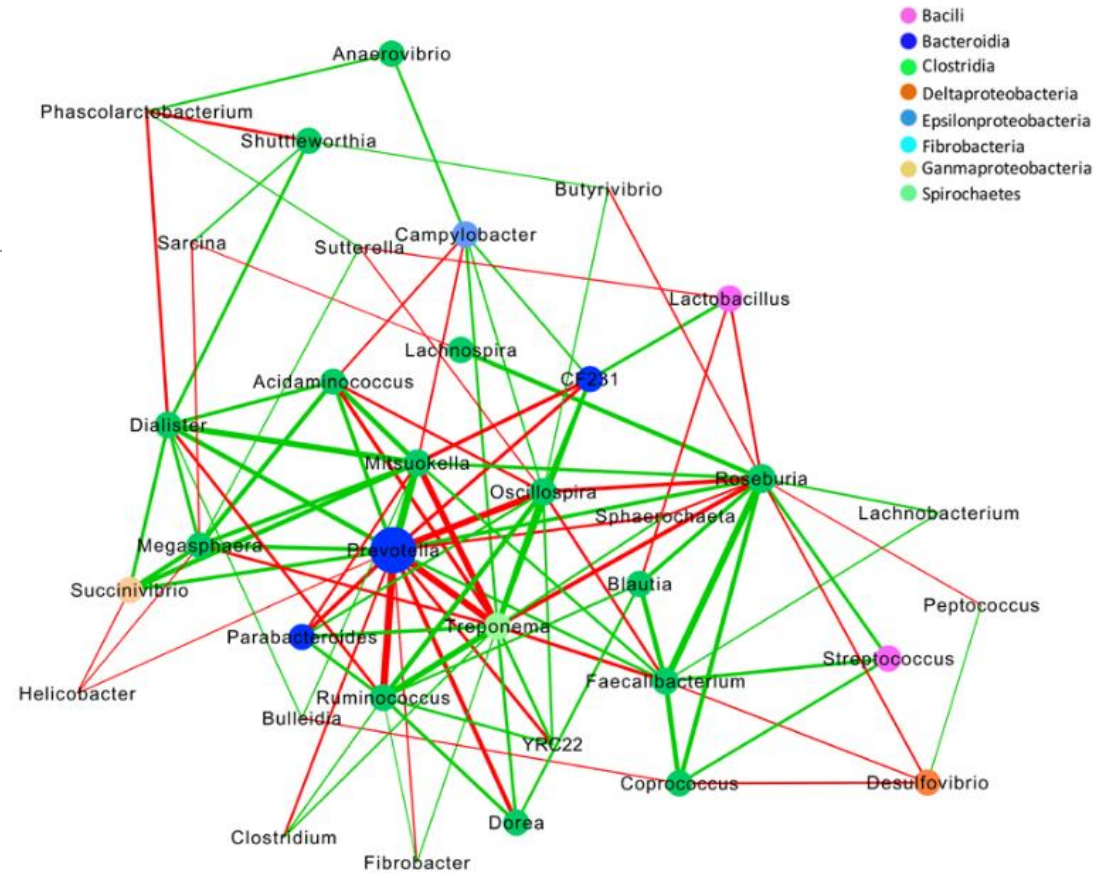 Bacili
Bacteroidia
Clostridia
Deltaproteobacteria
Epsilonproteobacteria
Fibrobacteria
Ganmaproteobacteria
Spirochaetes
Anaerovibrio
Phascolarctobacterium
Shuttleworthia
Butyrivibrio
Sarcina
Sutterella
Campylobacter
Lactobacillus
Lachnospira
Acidaminococcus
CF231
Dialister
Mitsuokella
Oscillospira
Roseburia
Sphaerochaeta
Lachnobacterium
Megasphaera
Prevotella
Succinivibrio
Blautia
Peptococcus
Parabacteroides
Treponema
Streptococcus
Faecalibacterium
Helicobacter
Ruminococcus
Bulleidia
YRC22
Coprococcus
Desulfovibrio
Dorea
Clostridium
Fibrobacter